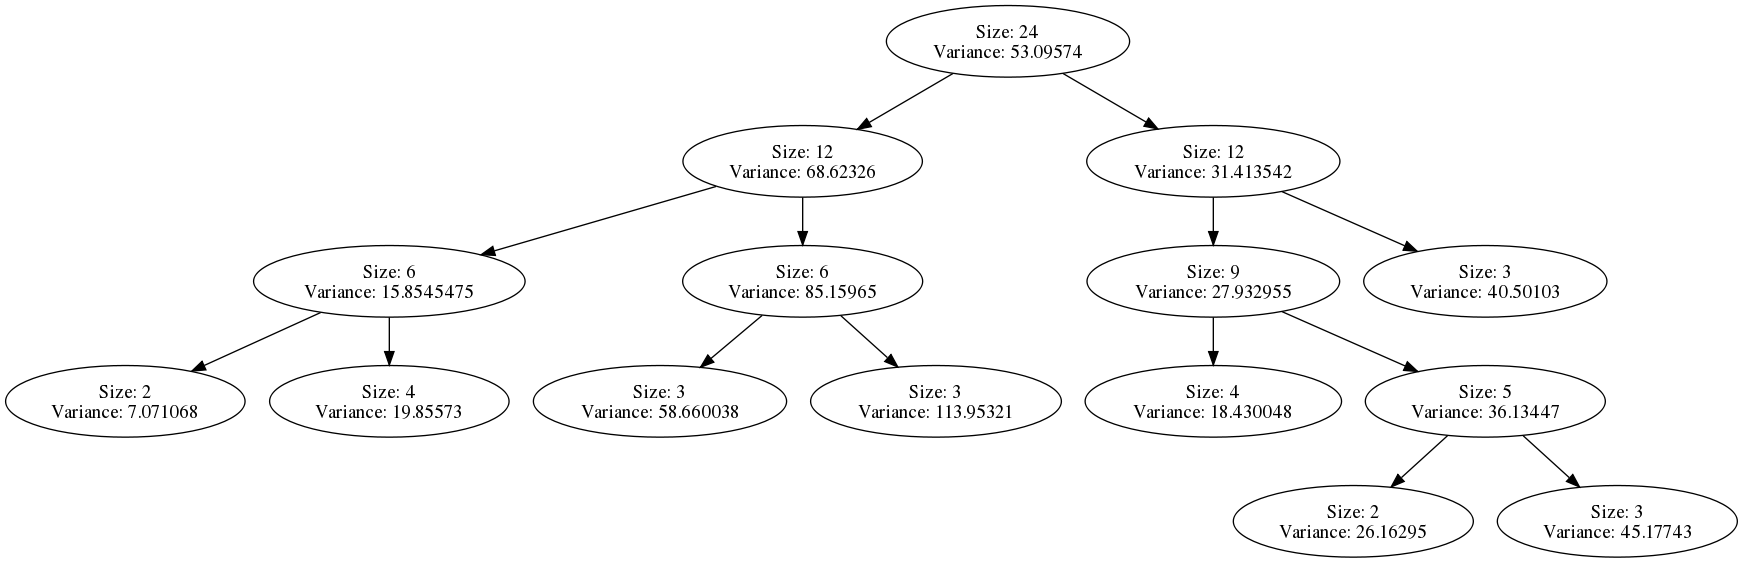 Size: 24
Variance: 53.09574
Size: 12
Variance: 68.62326
Size: 12
Variance: 31.413542
Size: 6
Variance: 15.8545475
Size: 6
Variance: 85.15965
Size: 9
Variance: 27.932955
Size: 3
Variance: 40.50103
Size: 2
Variance: 7.071068
Size: 4
Variance: 19.85573
Size: 3
Variance: 58.660038
Size: 3
Variance: 113.95321
Size: 4
Variance: 18.430048
Size: 5
Variance: 36.13447
Size: 2
Variance: 26.16295
Size: 3
Variance: 45.17743